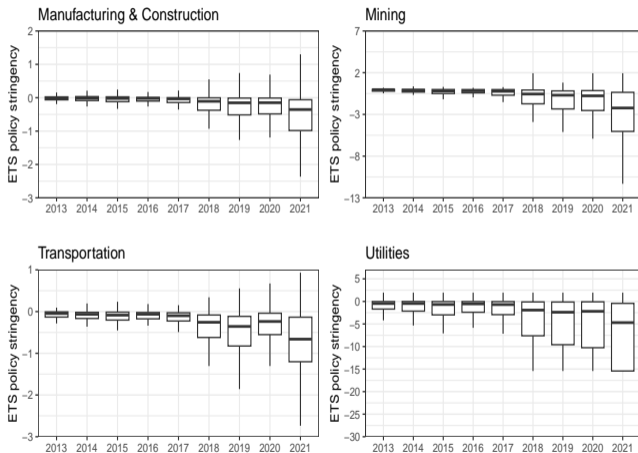 Manufacturing & Construction
ETS policy stringency
2
1
0
−1
−2
−3
2013 2014 2015 2016 2017 2018 2019 2020 2021
Mining
ETS policy stringency
7
2
−3
−8
−13
2013 2014 2015 2016 2017 2018 2019 2020 2021
Transportation
ETS policy stringency
1
0
−1
−2
−3
2013 2014 2015 2016 2017 2018 2019 2020 2021
Utilities
ETS policy stringency
5
0
−5
−10
−15
−20
−25
−30
2013 2014 2015 2016 2017 2018 2019 2020 2021